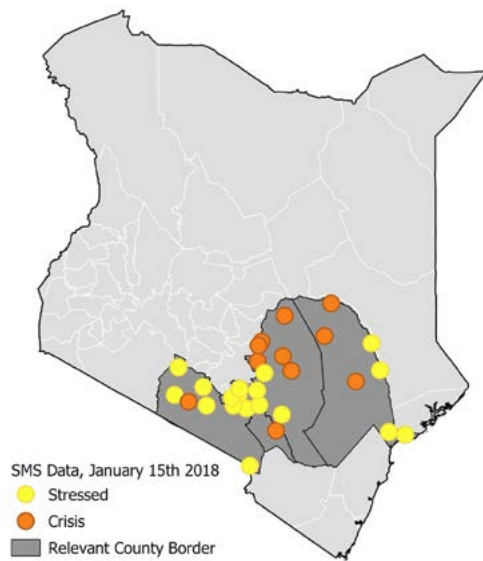 SMS Data, January 15th 2018
Stressed
Crisis
Relevant County Border